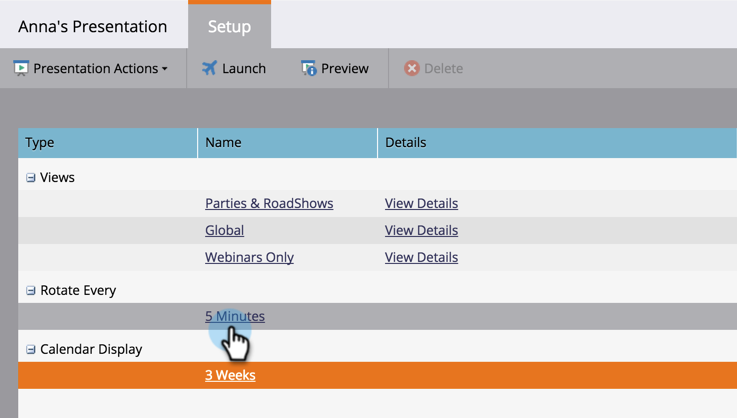 Anna's Presentation Setup
Presentation Actions Launch Preview Delete
Type Name Details
Views
Parties & RoadShows View Details
Global View Details
Webinars Only View Details
Rotate Every
5 Minutes
Calendar Display
3 Weeks